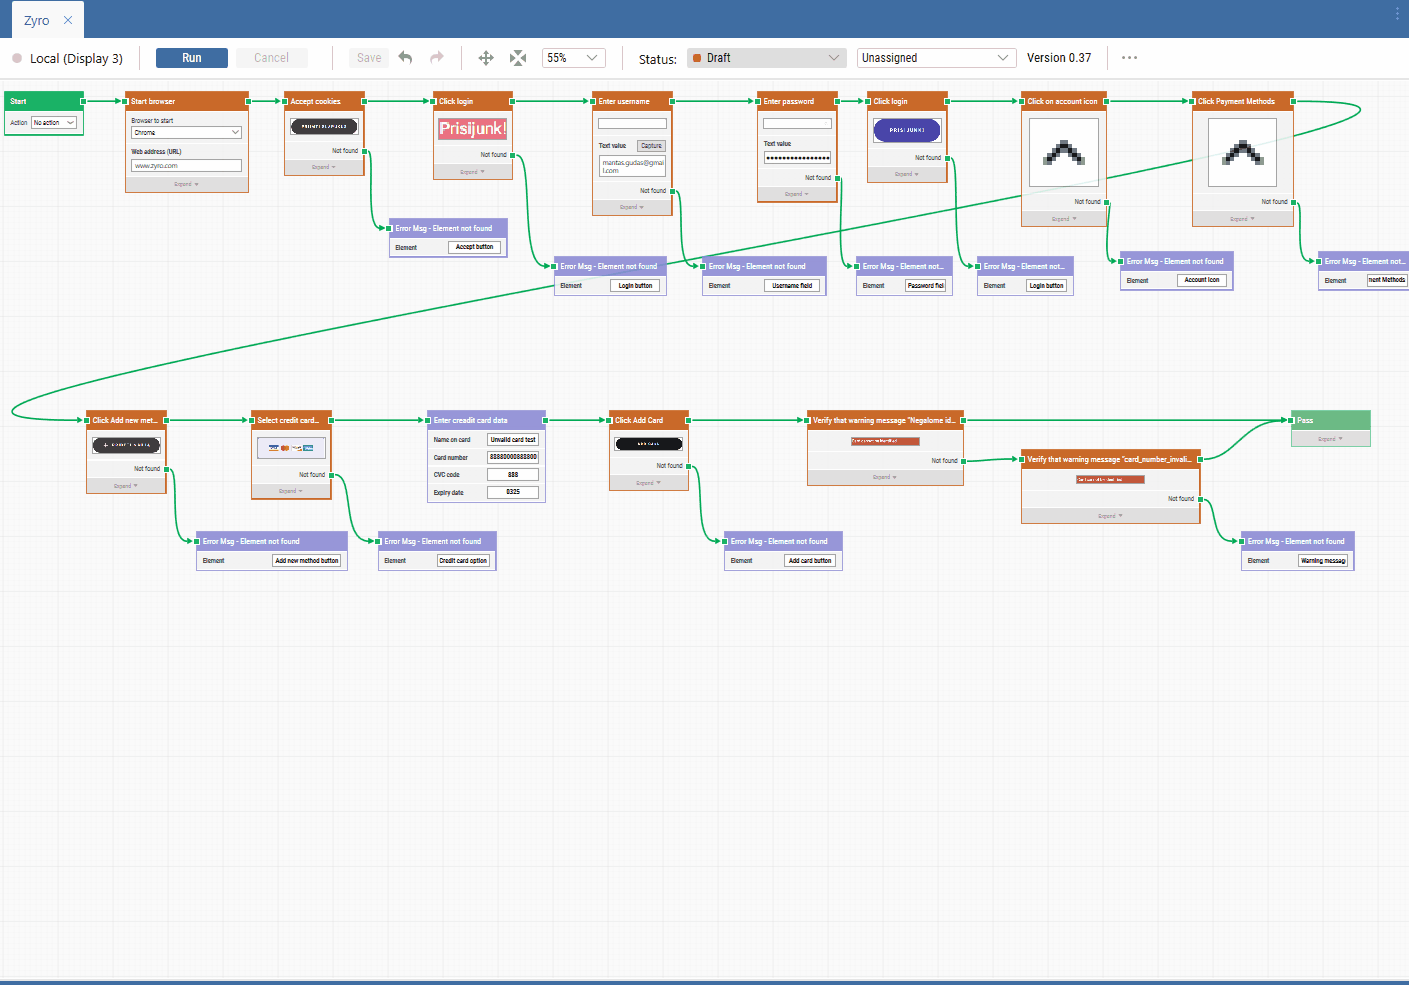 Zyro
Local (Display 3)
Run
Cancel
Save
55%
Status:
Draft
Unassigned
Version 0.37
Start
Action
No action
Start browser
Browser to start
Chrome
Web address (URL)
www.zyro.com
Expand
Accept cookies
Not found
Expand
Click login
Prisijunk!
Not found
Expand
Enter username
Text value
Capture
mantas.gudas@gmai
l.com
Not found
Expand
Enter password
Text value
Not found
Expand
Click login
PRISIJUNKI
Not found
Expand
Click on account icon
Not found
Expand
Click Payment Methods
Not found
Expand
Error Msg - Element not found
Element
Accept button
Error Msg - Element not found
Element
Login button
Error Msg - Element not found
Element
Username field
Error Msg - Element not...
Element
Password fiel
Error Msg - Element not...
Element
Login button
Error Msg - Element not found
Element
Account Icon
Error Msg - Element not...
Element
ment Methods
Click Add new met...
Not found
Expand
Select credit card...
Not found
Expand
Enter creadit card data
Name on card
Unvalid card test
Card number
88880000888800
CVC code
888
Expiry date
0325
Click Add Card
ADD CARD
Not found
Expand
Verify that warning message "Negalome id...
Not found
Expand
Verify that warning message "card_number_invali...
Not found
Expand
Pass
Expand
Error Msg - Element not found
Element
Add new method button
Error Msg - Element not found
Element
Credit card option
Error Msg - Element not found
Element
Add card button
Error Msg - Element not found
Element
Warning messag